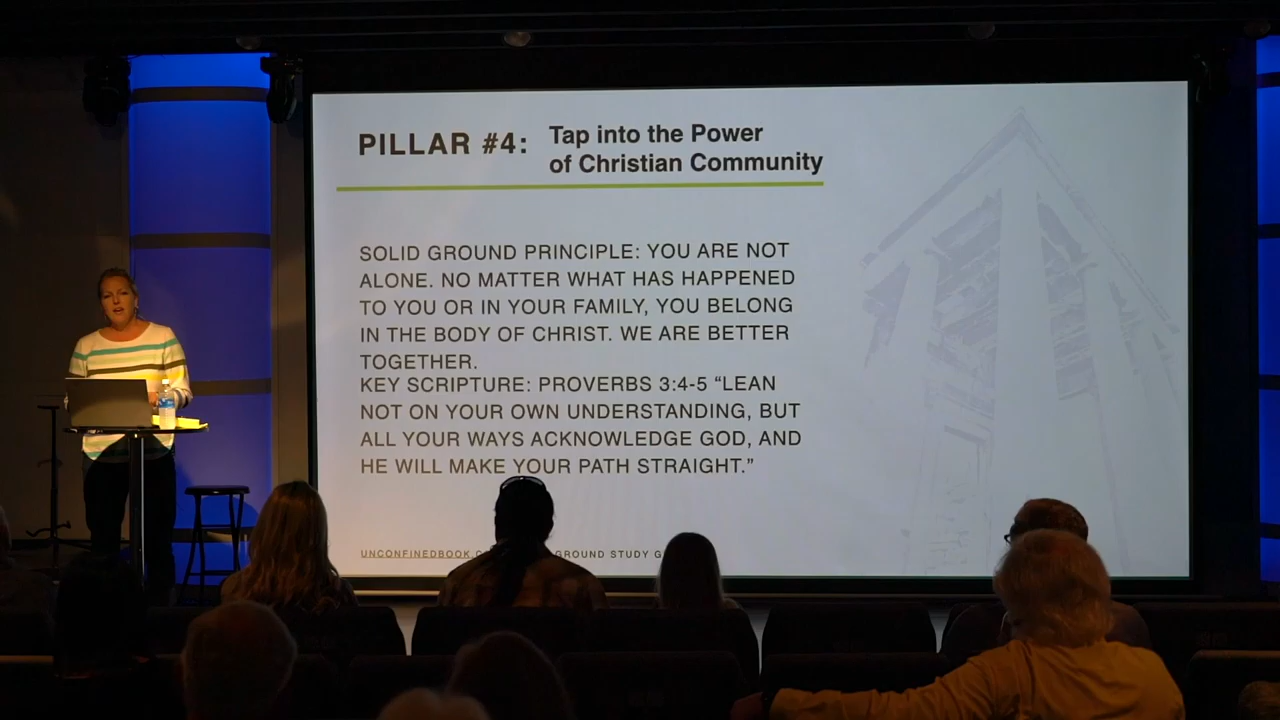 PILLAR #4:
Tap into the Power
of Christian Community
SOLID GROUND PRINCIPLE: YOU ARE NOT
ALONE. NO MATTER WHAT HAS HAPPENED
TO YOU OR IN YOUR FAMILY, YOU BELONG
IN THE BODY OF CHRIST. WE ARE BETTER
TOGETHER.
KEY SCRIPTURE: PROVERBS 3:4-5 “LEAN
NOT ON YOUR OWN UNDERSTANDING, BUT
ALL YOUR WAYS ACKNOWLEDGE GOD, AND
HE WILL MAKE YOUR PATH STRAIGHT.”
UNCONFINEDBOOK.C GROUND STUDY G